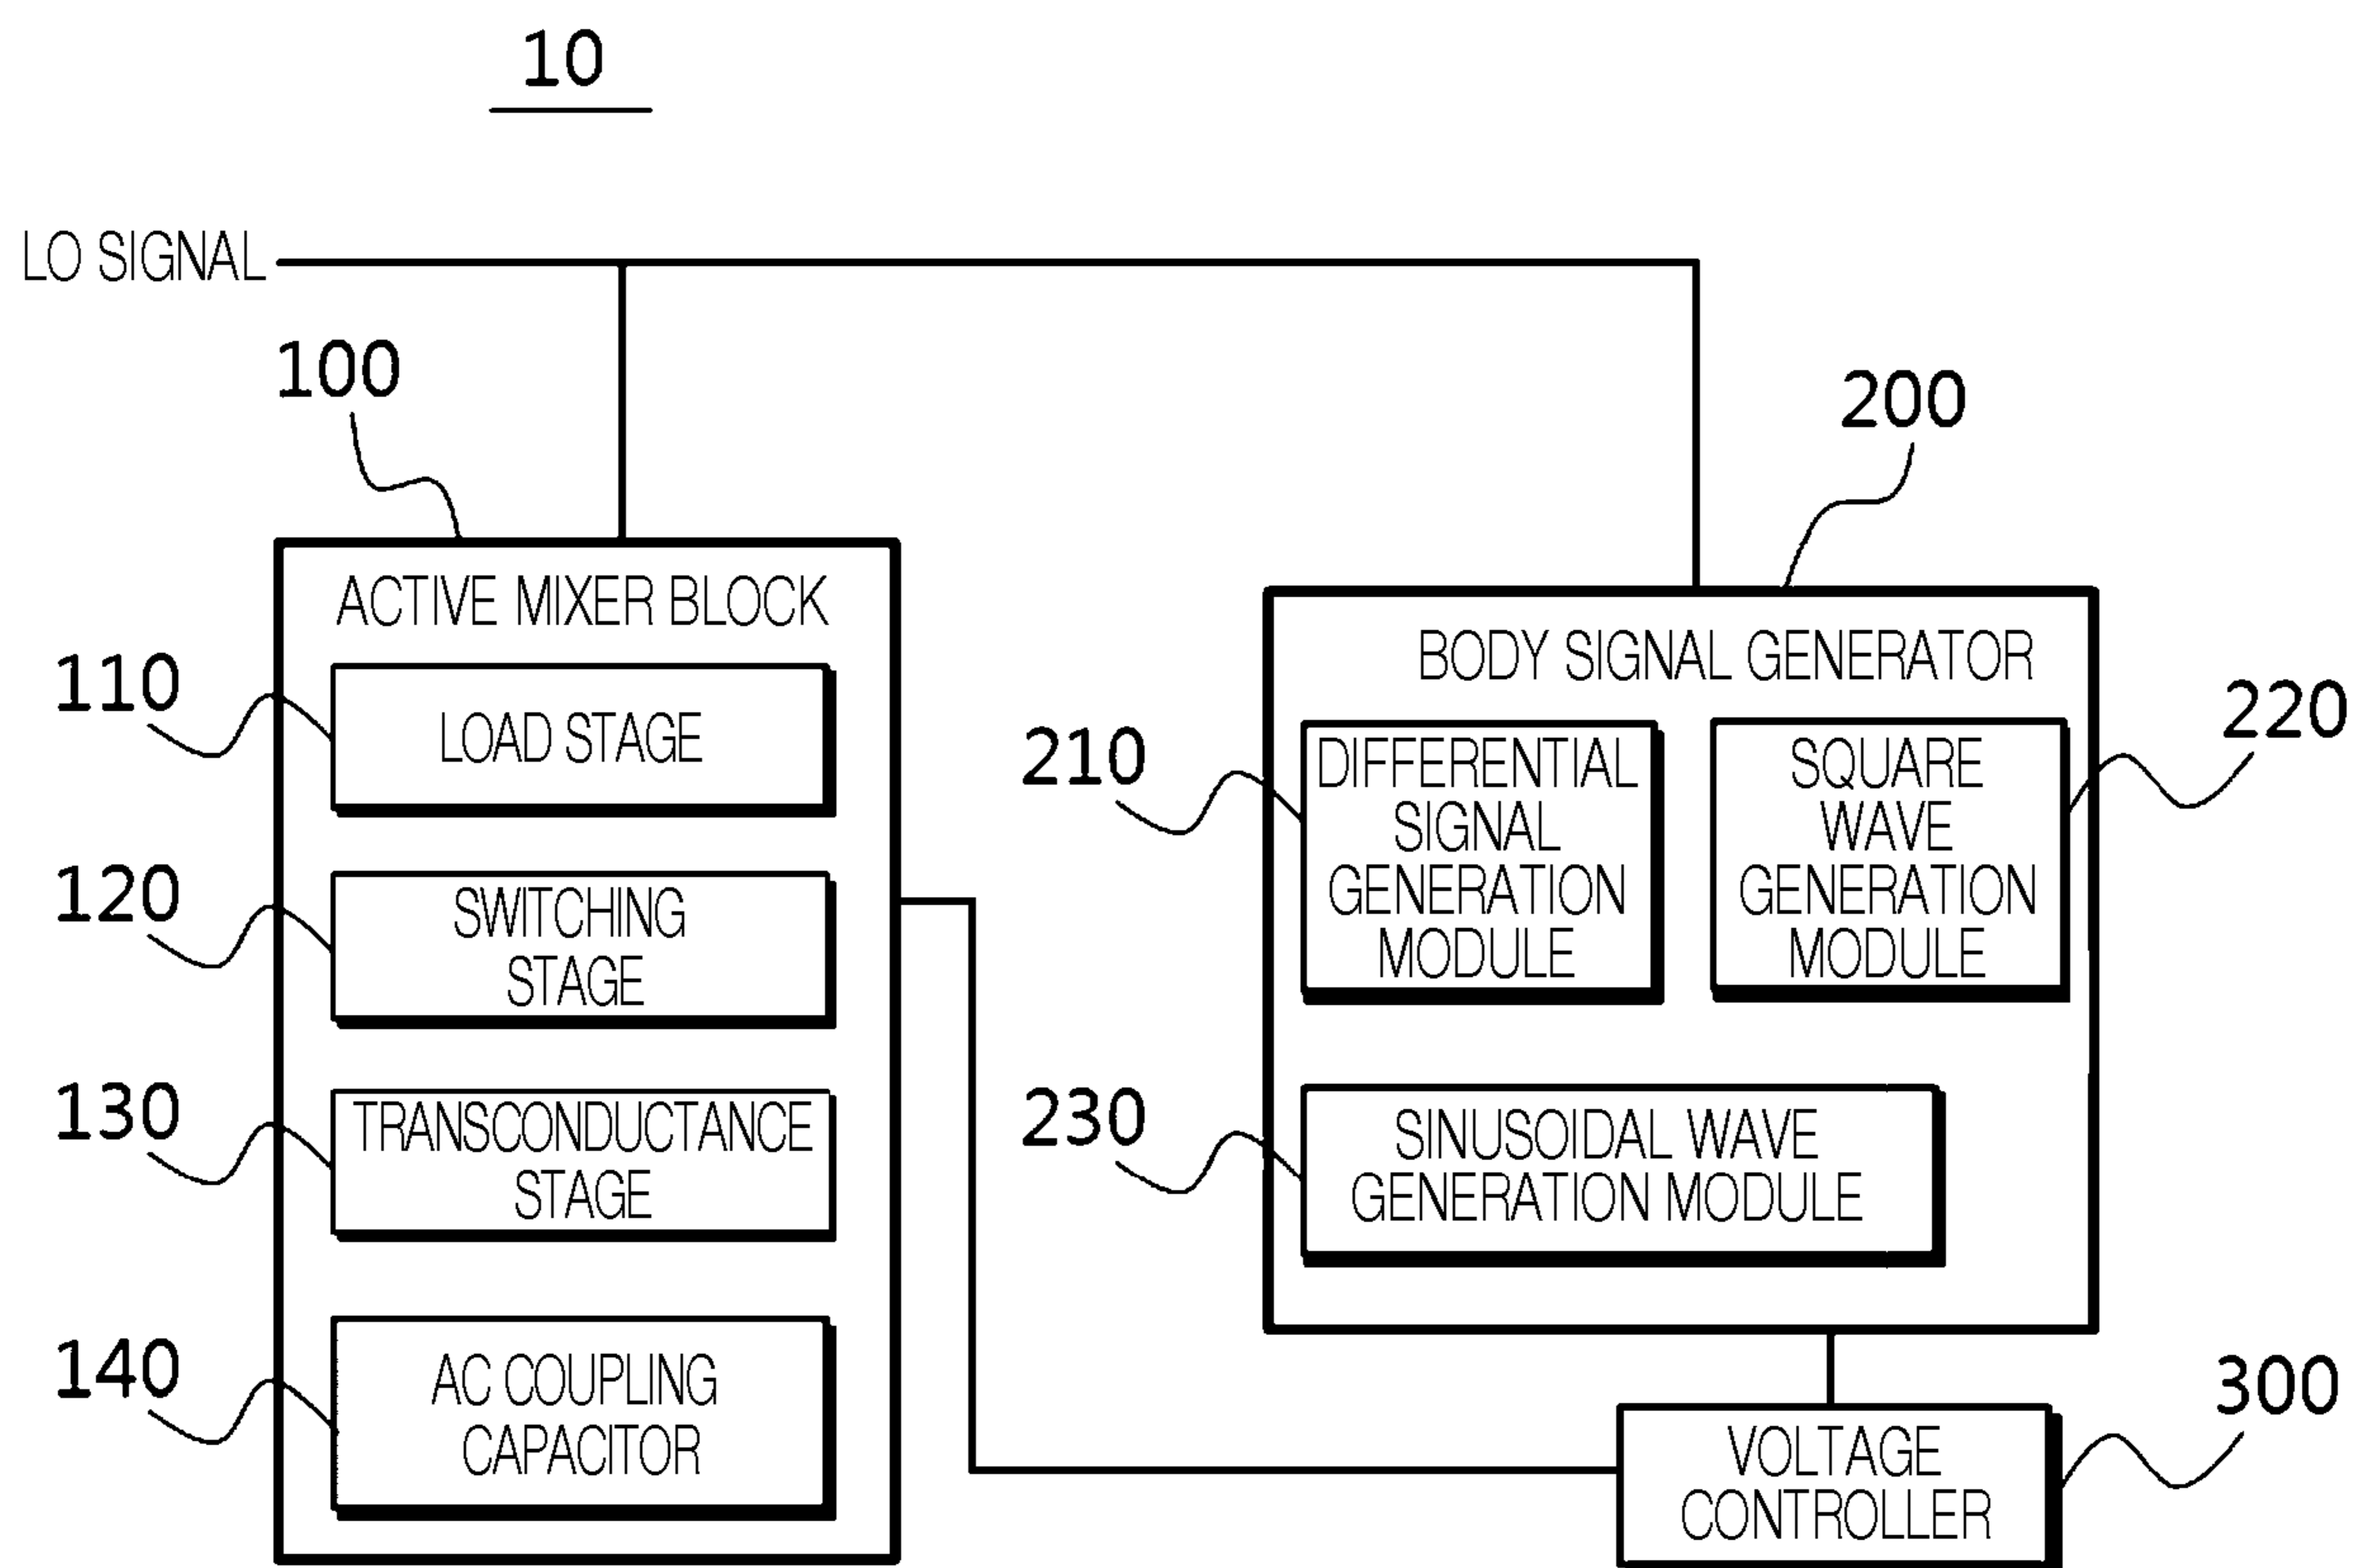 10
LO SIGNAL
100
200
ACTIVE MIXER BLOCK
110
LOAD STAGE
120
SWITCHING
STAGE
130
TRANSCONDUCTANCE
STAGE
140
AC COUPLING
CAPACITOR
BODY SIGNAL GENERATOR
210
DIFFERENTIAL
SIGNAL
GENERATION
MODULE
220
SQUARE
WAVE
GENERATION
MODULE
230
SINUSOIDAL WAVE
GENERATION MODULE
300
VOLTAGE
CONTROLLER